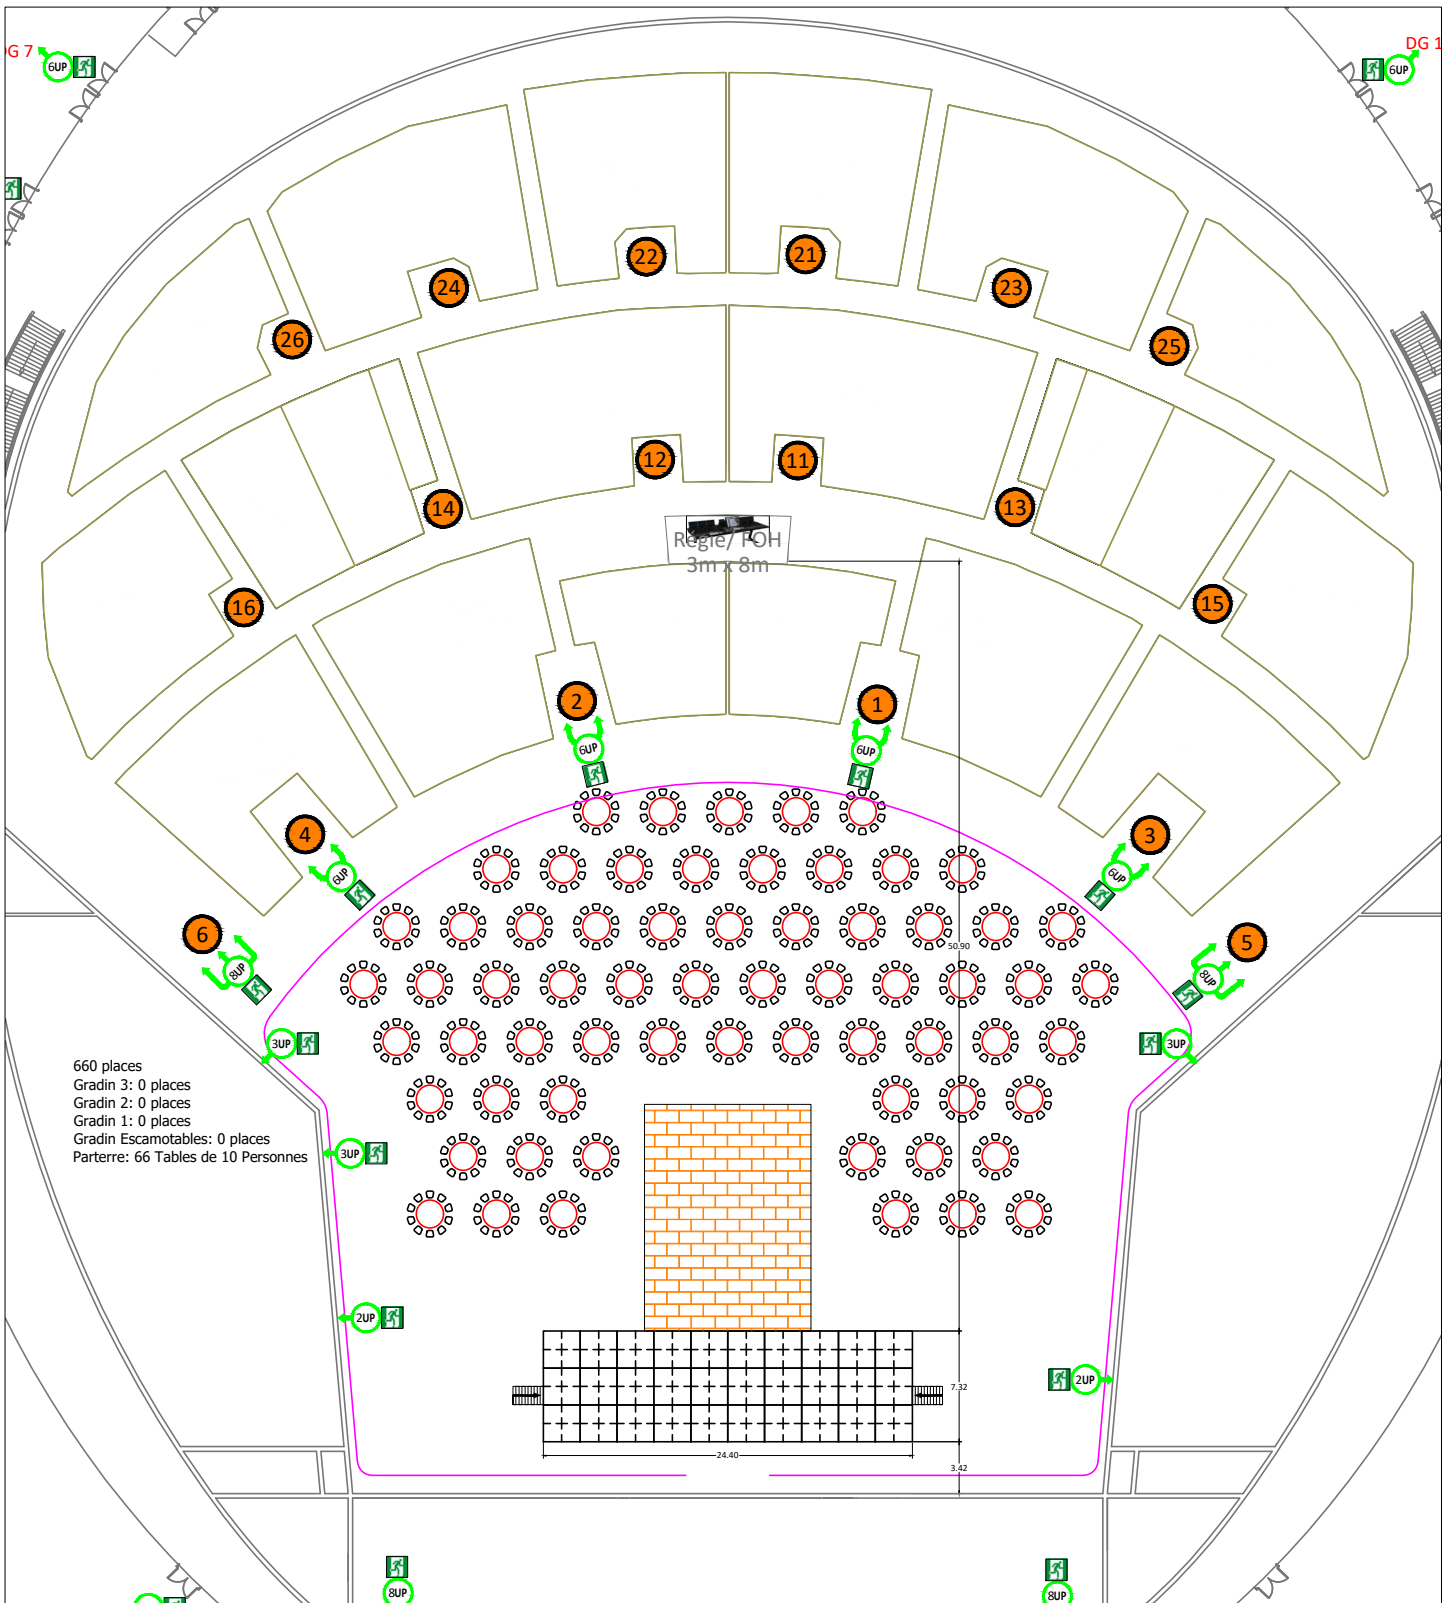 G 7
6UP
DG 1
6UP
22
21
24
23
26
25
12
11
14
13
Régie/ FOH
3m x 8m
16
15
2
1
6UP
6UP
4
3
6UP
6UP
6
5
50.90
8UP
8UP
3UP
3UP
660 places
Gradin 3: 0 places
Gradin 2: 0 places
Gradin 1: 0 places
Gradin Escamotables: 0 places
Parterre: 66 Tables de 10 Personnes
3UP
2UP
2UP
7.32
24.40
3.42
8UP
8UP